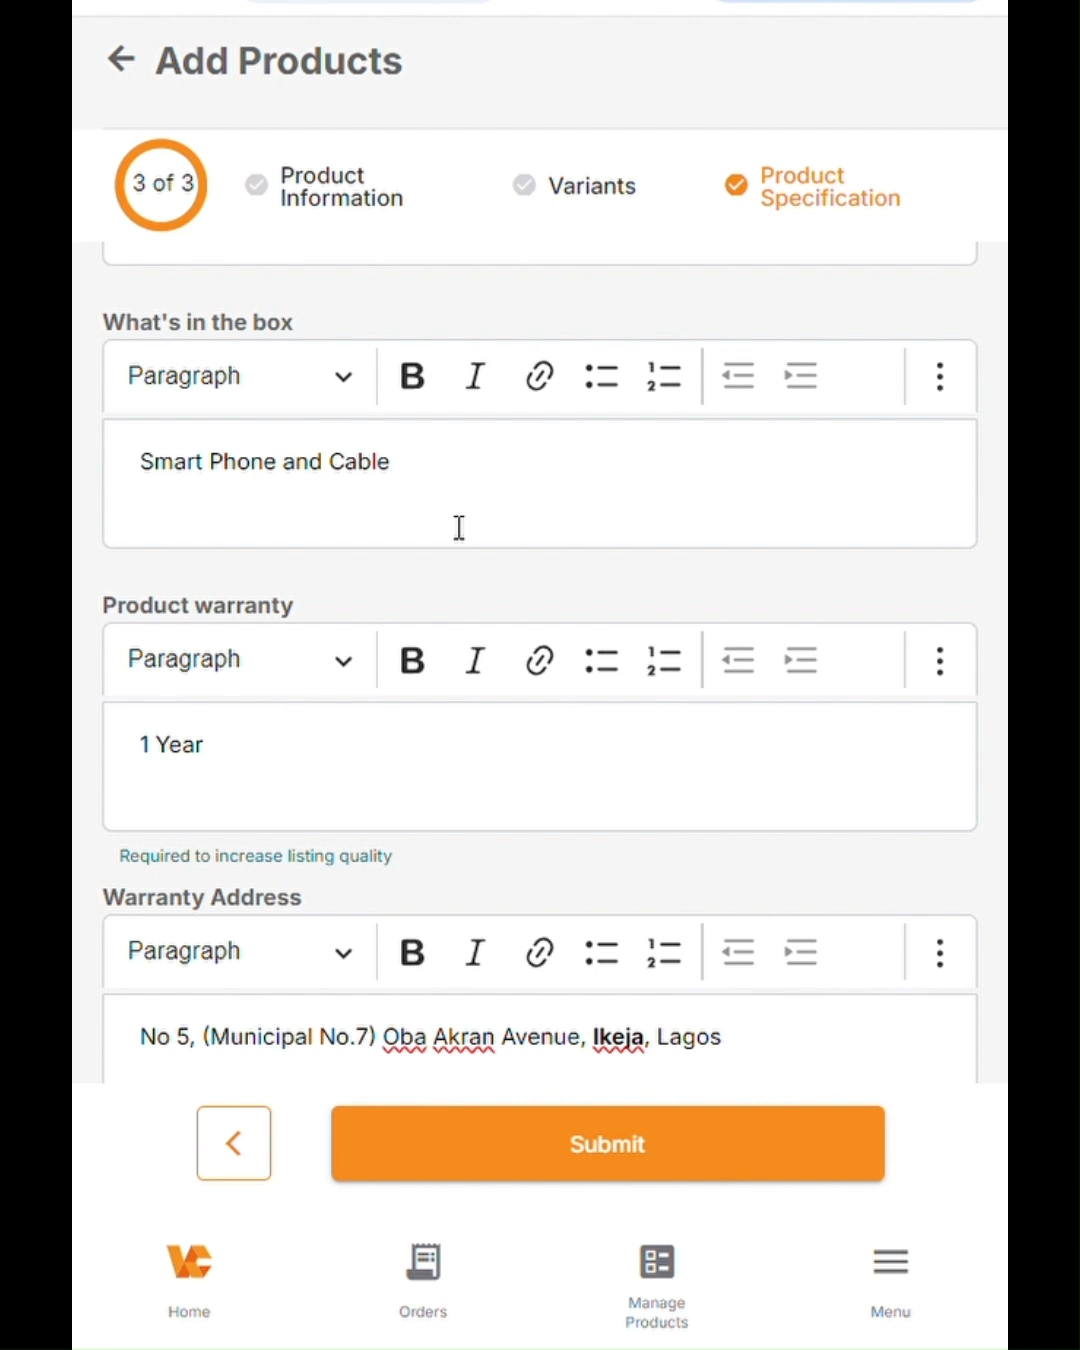 Add Products
3 of 3
Product
Information
Variants
Product
Specification
What's in the box
Paragraph
B I
Smart Phone and Cable
Product warranty
Paragraph
B I
1 Year
Required to increase listing quality
Warranty Address
Paragraph
B I
No 5, (Municipal No.7) Oba Akran Avenue, Ikeja, Lagos
Submit
Home
Orders
Manage
Products
Menu